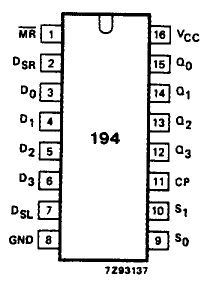 M̅R̅ 1 16 VCC
DSR 2 15 Q0
D0 3 14 Q1
D1 4 13 Q2
194
D2 5 12 Q3
D3 6 11 CP
DSL 7 10 S1
GND 8 9 S0
7Z93137